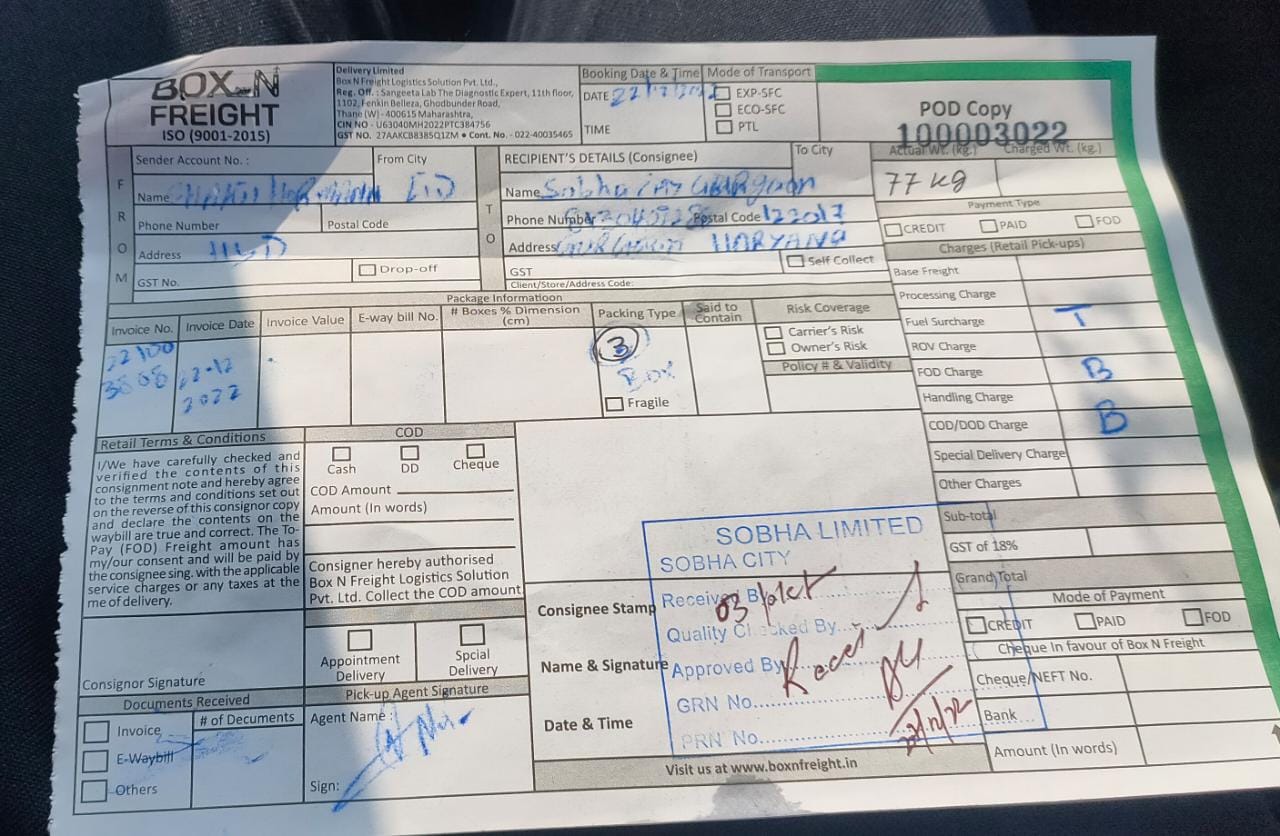 BOX N FREIGHT
ISO (9001-2015)
Delivery Limited
Box N Freight Logistics Solution Pvt. Ltd.,
Reg. Off. : Sangeeta Lab The Diagnostic Expert, 11th floor,
1102, Fenkin Belleza, Ghodbunder Road,
Thane (W) - 400615 Maharashtra,
CIN NO - U63040MH2022PTC384756
GST NO. 27AAKCB8385Q1ZM • Cont. No. - 022-40035465
Booking Date & Time
DATE
TIME
Mode of Transport
EXP-SFC
ECO-SFC
PTL
POD Copy
100003022
FROM
Sender Account No. :
From City
Name LTD
Phone Number
Postal Code
Address
Drop-off
GST No.
TO
RECIPIENT'S DETAILS (Consignee)
To City
Name Sobha City Gurgaon
Phone Number
Postal Code 122017
Address Gurgaon HARYANA
Self Collect
GST
Client/Store/Address Code:
Actual Wt. (kg.)
Charged Wt. (kg.)
77 kg
Payment Type
CREDIT
PAID
FOD
Charges (Retail Pick-ups)
Base Freight
Processing Charge
Fuel Surcharge T
ROV Charge
FOD Charge B
Handling Charge
COD/DOD Charge B
Special Delivery Charge
Other Charges
Sub-total
GST of 18%
Grand Total
Mode of Payment
CREDIT
PAID
FOD
Cheque In favour of Box N Freight
Cheque/NEFT No.
Bank
Amount (In words)
Package Informatioon
Invoice No.
Invoice Date
Invoice Value
E-way bill No.
# Boxes % Dimension (cm)
Packing Type
Said to Contain
Risk Coverage
22100
3808
22-12
2022
3
BOX
Fragile
Carrier's Risk
Owner's Risk
Policy # & Validity
Retail Terms & Conditions
I/We have carefully checked and
verified the contents of this
consignment note and hereby agree
to the terms and conditions set out
on the reverse of this consignor copy
and declare the contents on the
waybill are true and correct. The To-
Pay (FOD) Freight amount has
my/our consent and will be paid by
the consignee sing. with the applicable
service charges or any taxes at the
me of delivery.
Consignor Signature
COD
Cash
DD
Cheque
COD Amount
Amount (In words)
Consigner hereby authorised
Box N Freight Logistics Solution
Pvt. Ltd. Collect the COD amount
Appointment Delivery
Spcial Delivery
Documents Received
Invoice
E-Waybill
Others
# of Decuments
Pick-up Agent Signature
Agent Name :
Sign:
Consignee Stamp
Name & Signature
Date & Time
SOBHA LIMITED
SOBHA CITY
Received By
Quality Checked By
Approved By
GRN No.
PRN No.
Visit us at www.boxnfreight.in